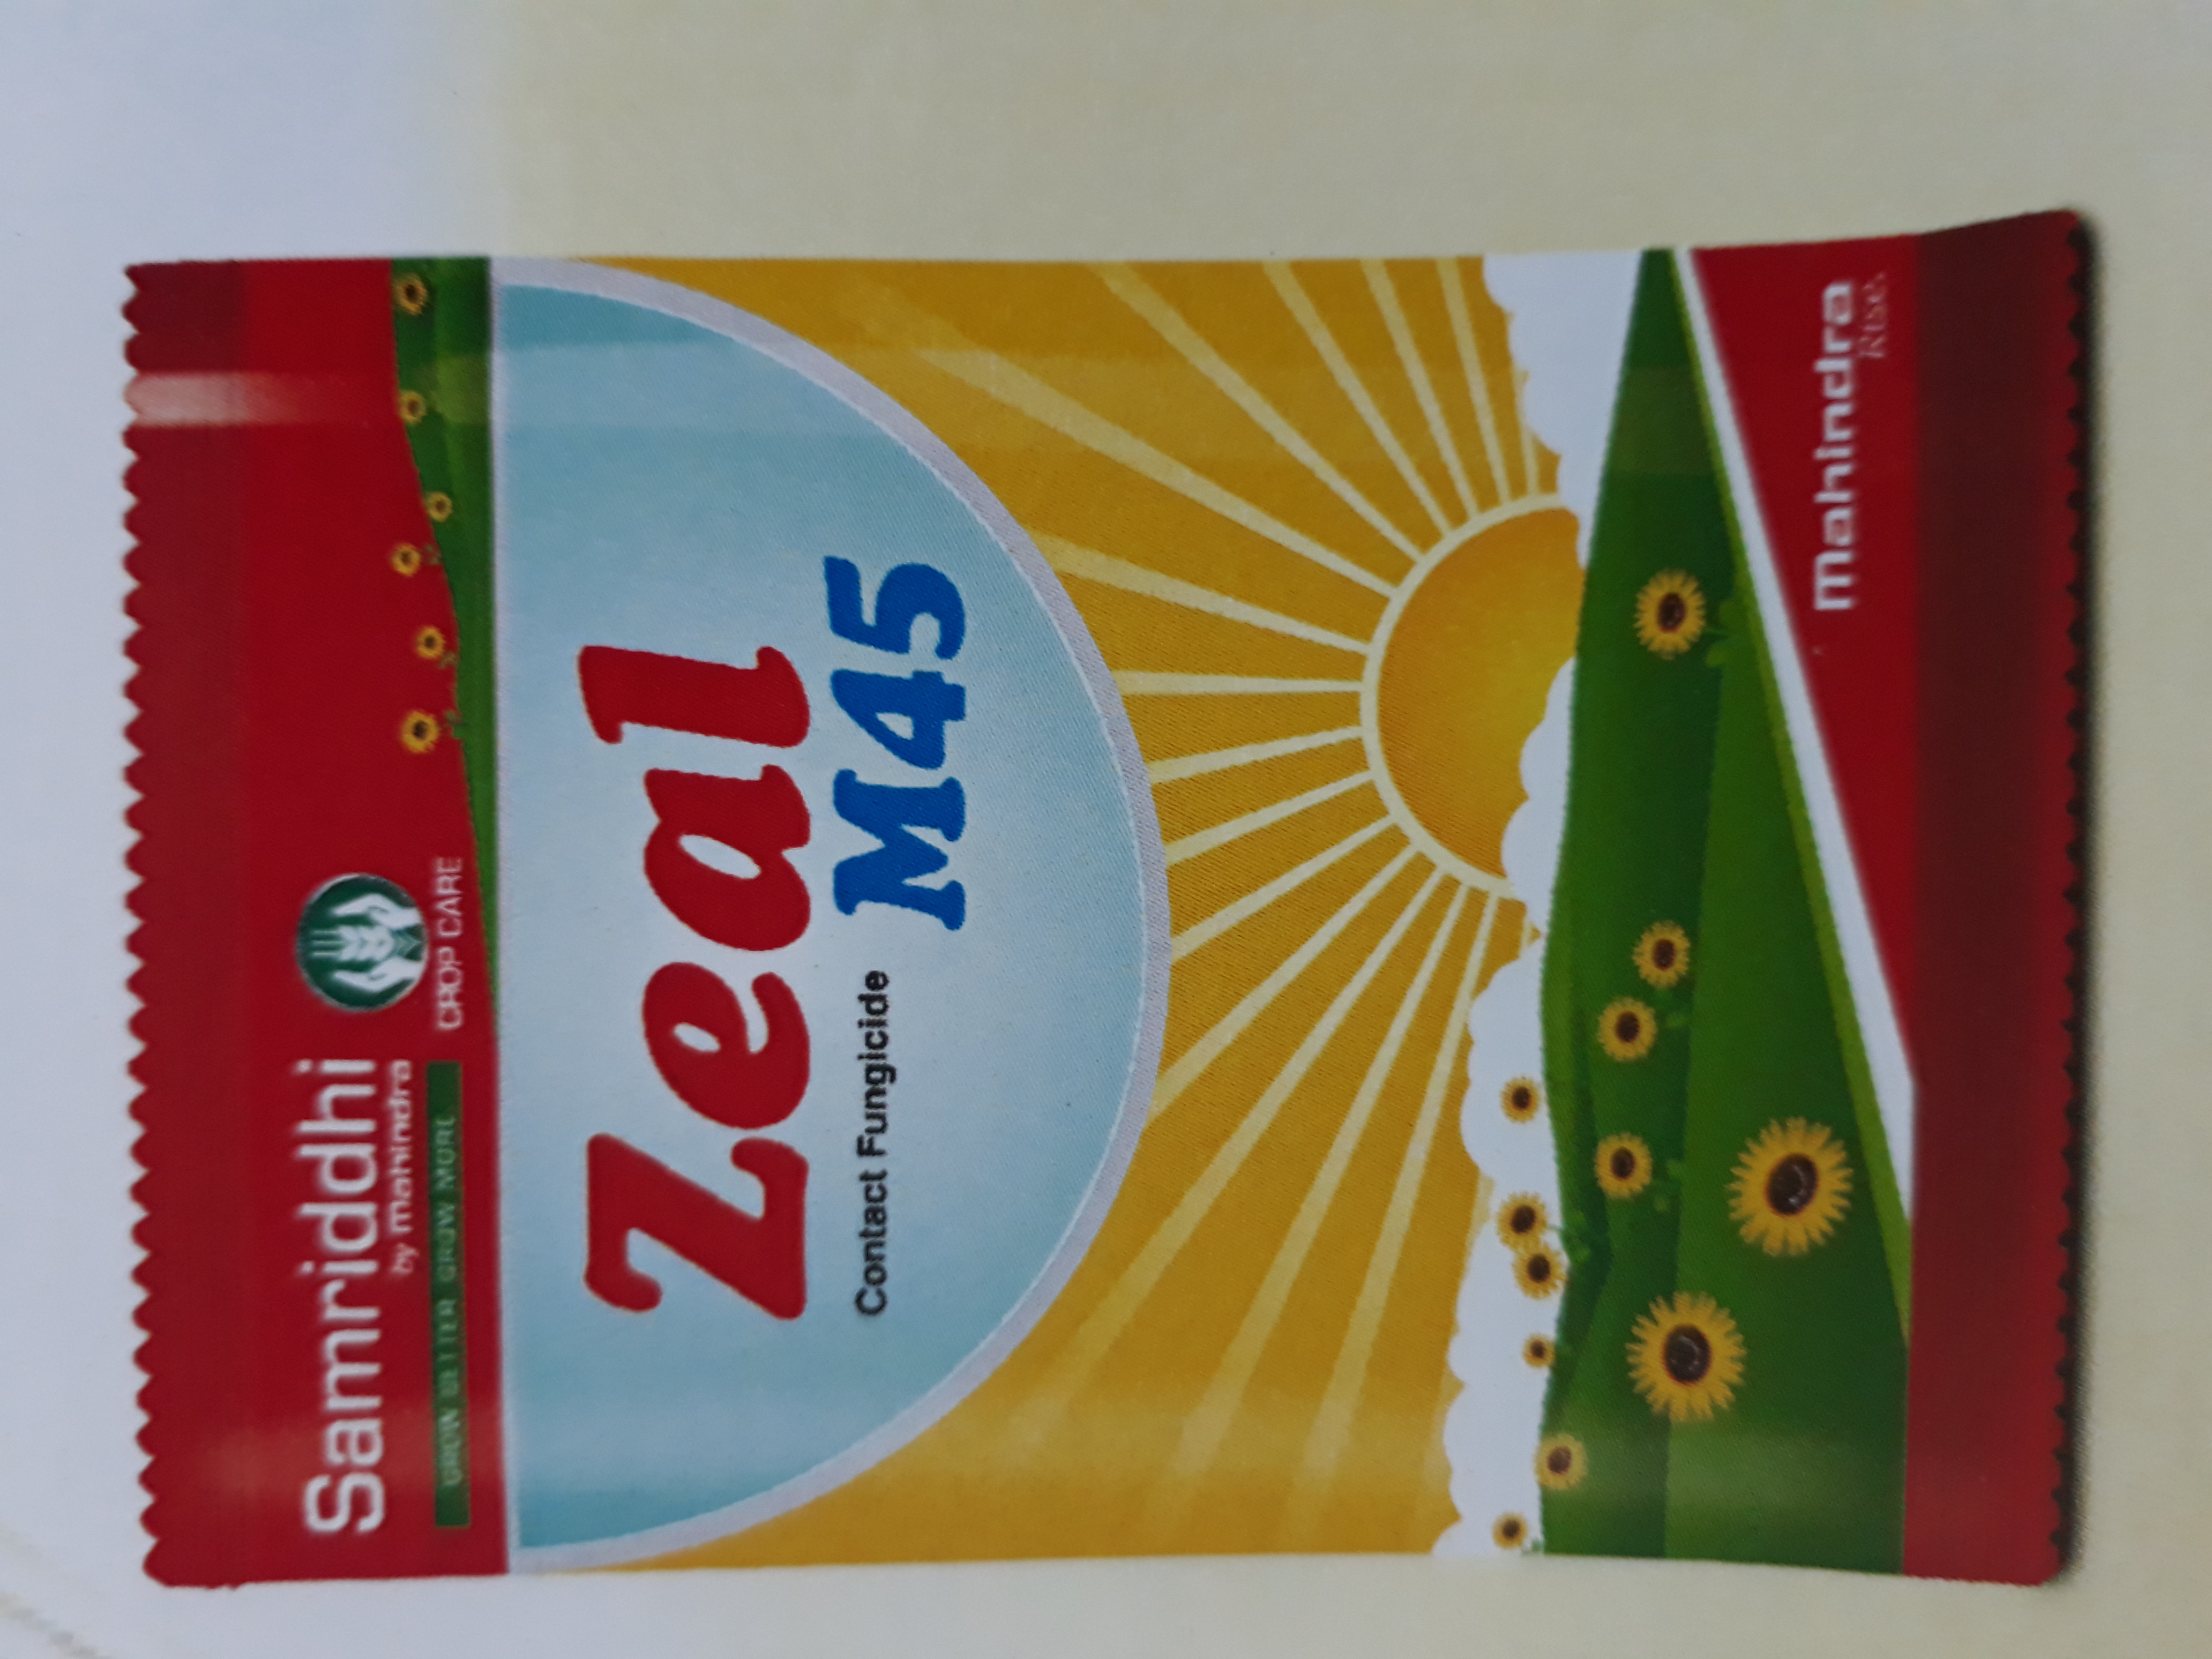 Samriddhi
by Mahindra
GROW BETTER GROW MORE
CROP CARE
Zeal
Contact Fungicide M45
Mahindra
Rise.